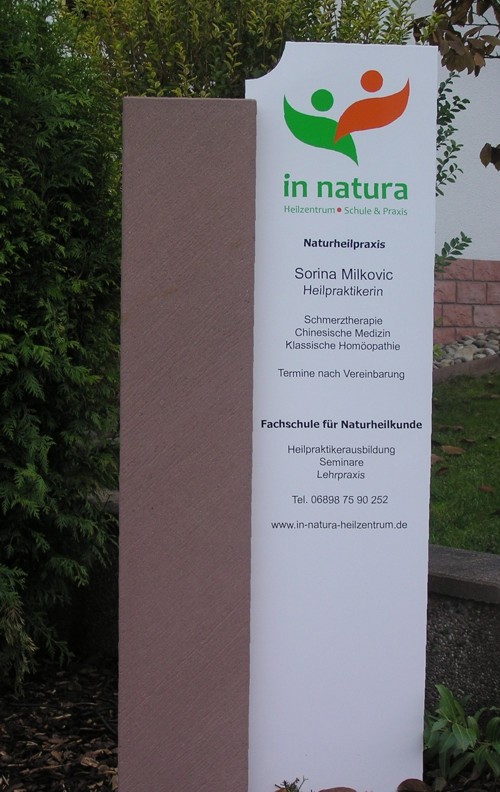 in natura
Heilzentrum • Schule & Praxis
Naturheilpraxis
Sorina Milkovic
Heilpraktikerin
Schmerztherapie
Chinesische Medizin
Klassische Homöopathie
Termine nach Vereinbarung
Fachschule für Naturheilkunde
Heilpraktikerausbildung
Seminare
Lehrpraxis
Tel. 06898 75 90 252
www.in-natura-heilzentrum.de